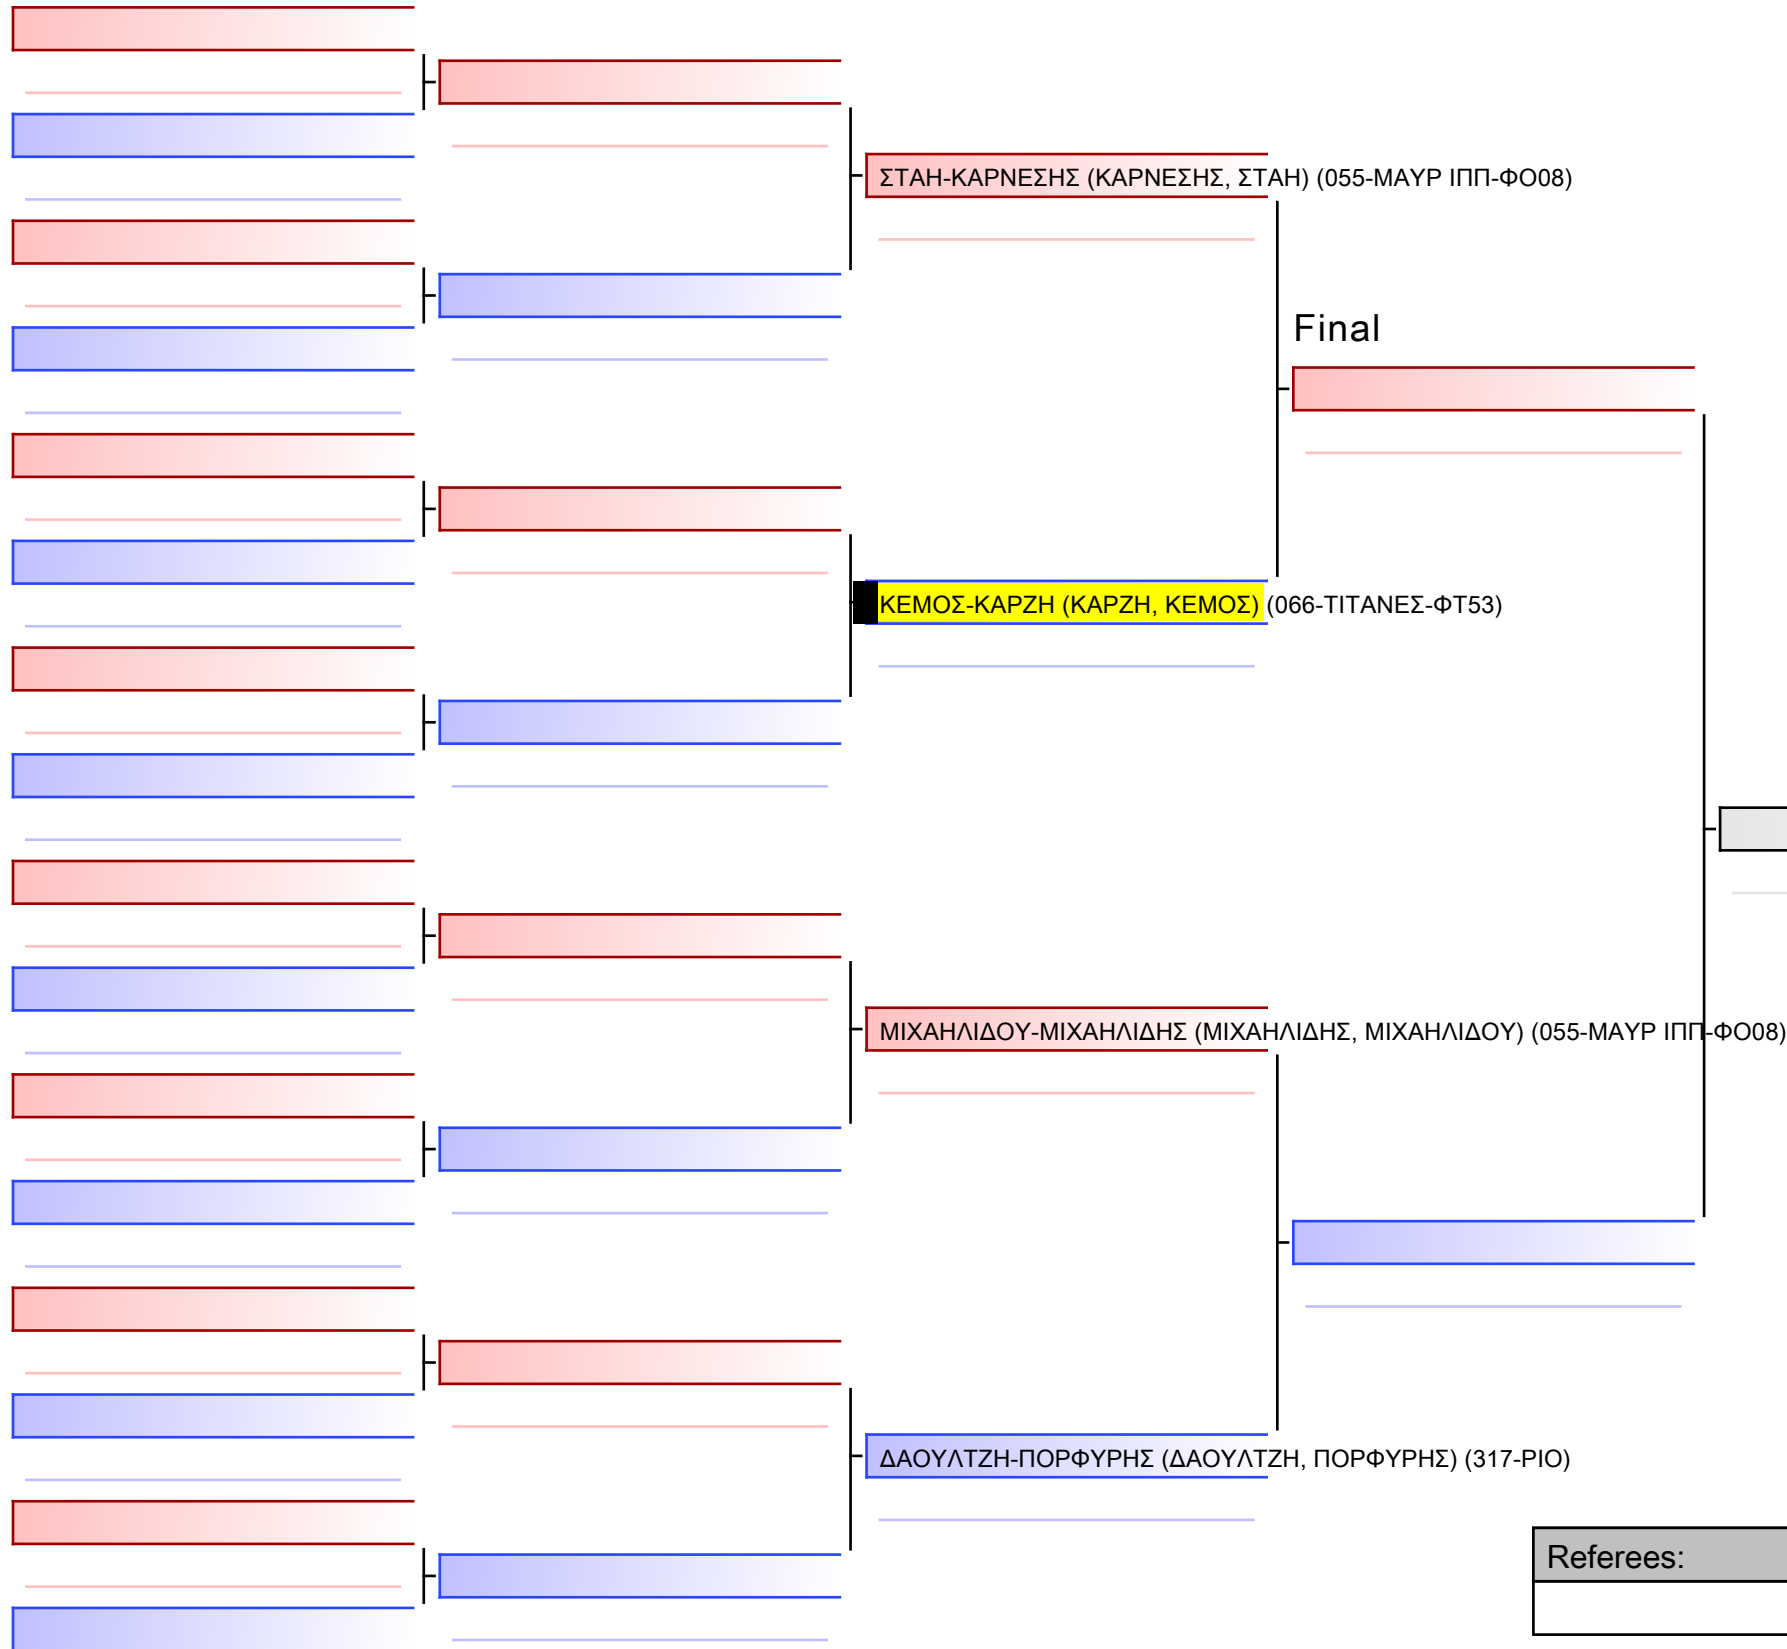 ΣΤΑΗ-ΚΑΡΝΕΣΗΣ (ΚΑΡΝΕΣΗΣ, ΣΤΑΗ) (055-ΜΑΥΡ ΙΠΠ-ΦΟ08)
Final
ΚΕΜΟΣ-ΚΑΡΖΗ (ΚΑΡΖΗ, ΚΕΜΟΣ) (066-ΤΙΤΑΝΕΣ-ΦΤ53)
ΜΙΧΑΗΛΙΔΟΥ-ΜΙΧΑΗΛΙΔΗΣ (ΜΙΧΑΗΛΙΔΗΣ, ΜΙΧΑΗΛΙΔΟΥ) (055-ΜΑΥΡ ΙΠΠ-ΦΟ08)
ΔΑΟΥΛΤΖΗ-ΠΟΡΦΥΡΗΣ (ΔΑΟΥΛΤΖΗ, ΠΟΡΦΥΡΗΣ) (317-ΡΙΟ)
Referees: